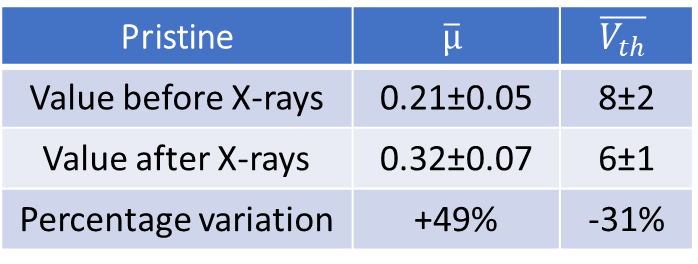 Pristine μ̅ V̅t̅h̅
Value before X-rays 0.21±0.05 8±2
Value after X-rays 0.32±0.07 6±1
Percentage variation +49% -31%